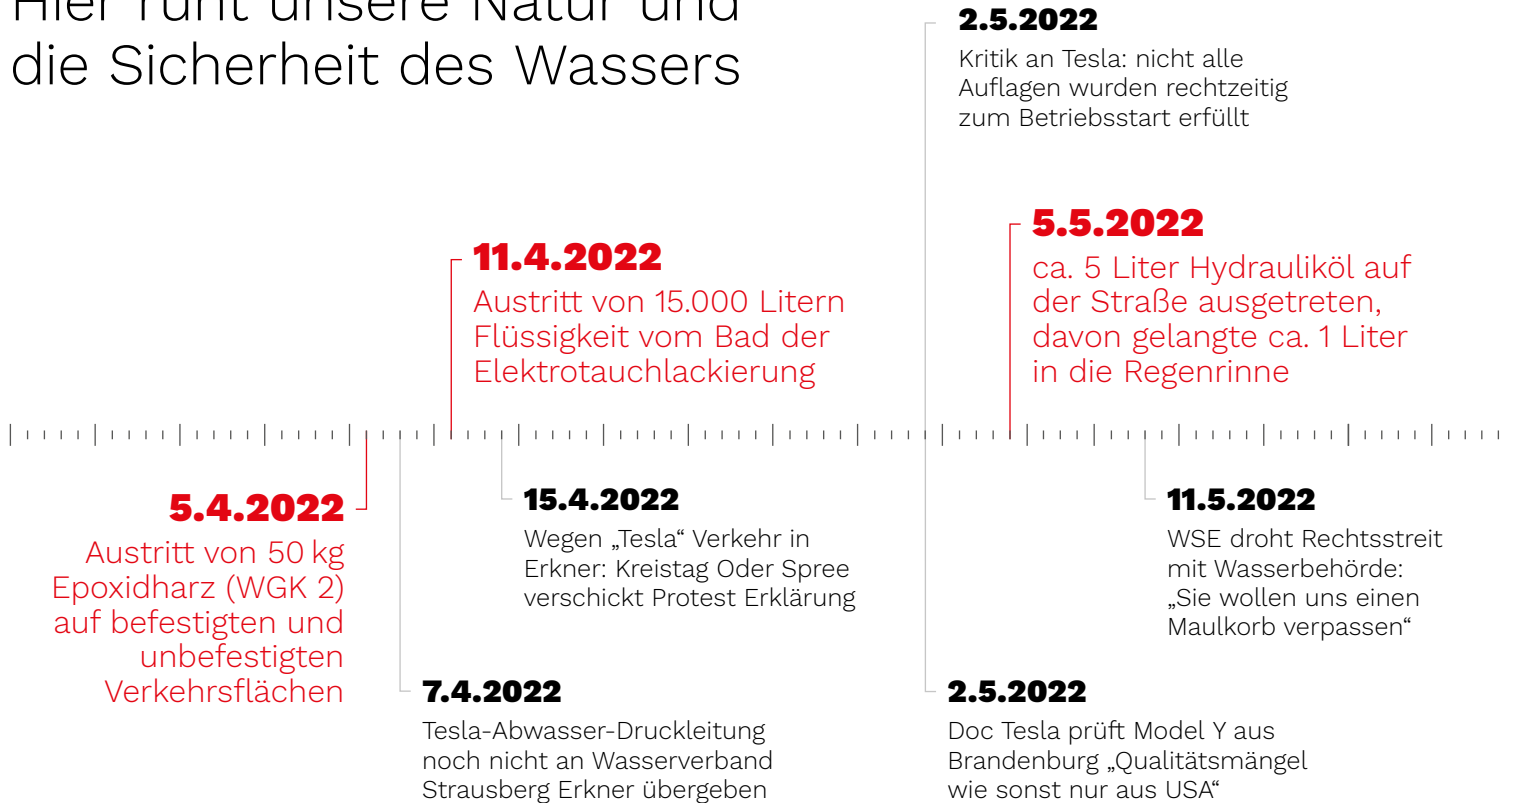 Hier ruht unsere Natur und
die Sicherheit des Wassers
2.5.2022
Kritik an Tesla: nicht alle
Auflagen wurden rechtzeitig
zum Betriebsstart erfüllt
11.4.2022
Austritt von 15.000 Litern
Flüssigkeit vom Bad der
Elektrotauchlackierung
5.5.2022
ca. 5 Liter Hydrauliköl auf
der Straße ausgetreten,
davon gelangte ca. 1 Liter
in die Regenrinne
5.4.2022
Austritt von 50 kg
Epoxidharz (WGK 2)
auf befestigten und
unbefestigten
Verkehrsflächen
15.4.2022
Wegen „Tesla“ Verkehr in
Erkner: Kreistag Oder Spree
verschickt Protest Erklärung
11.5.2022
WSE droht Rechtsstreit
mit Wasserbehörde:
„Sie wollen uns einen
Maulkorb verpassen“
7.4.2022
Tesla-Abwasser-Druckleitung
noch nicht an Wasserverband
Strausberg Erkner übergeben
2.5.2022
Doc Tesla prüft Model Y aus
Brandenburg „Qualitätsmängel
wie sonst nur aus USA“